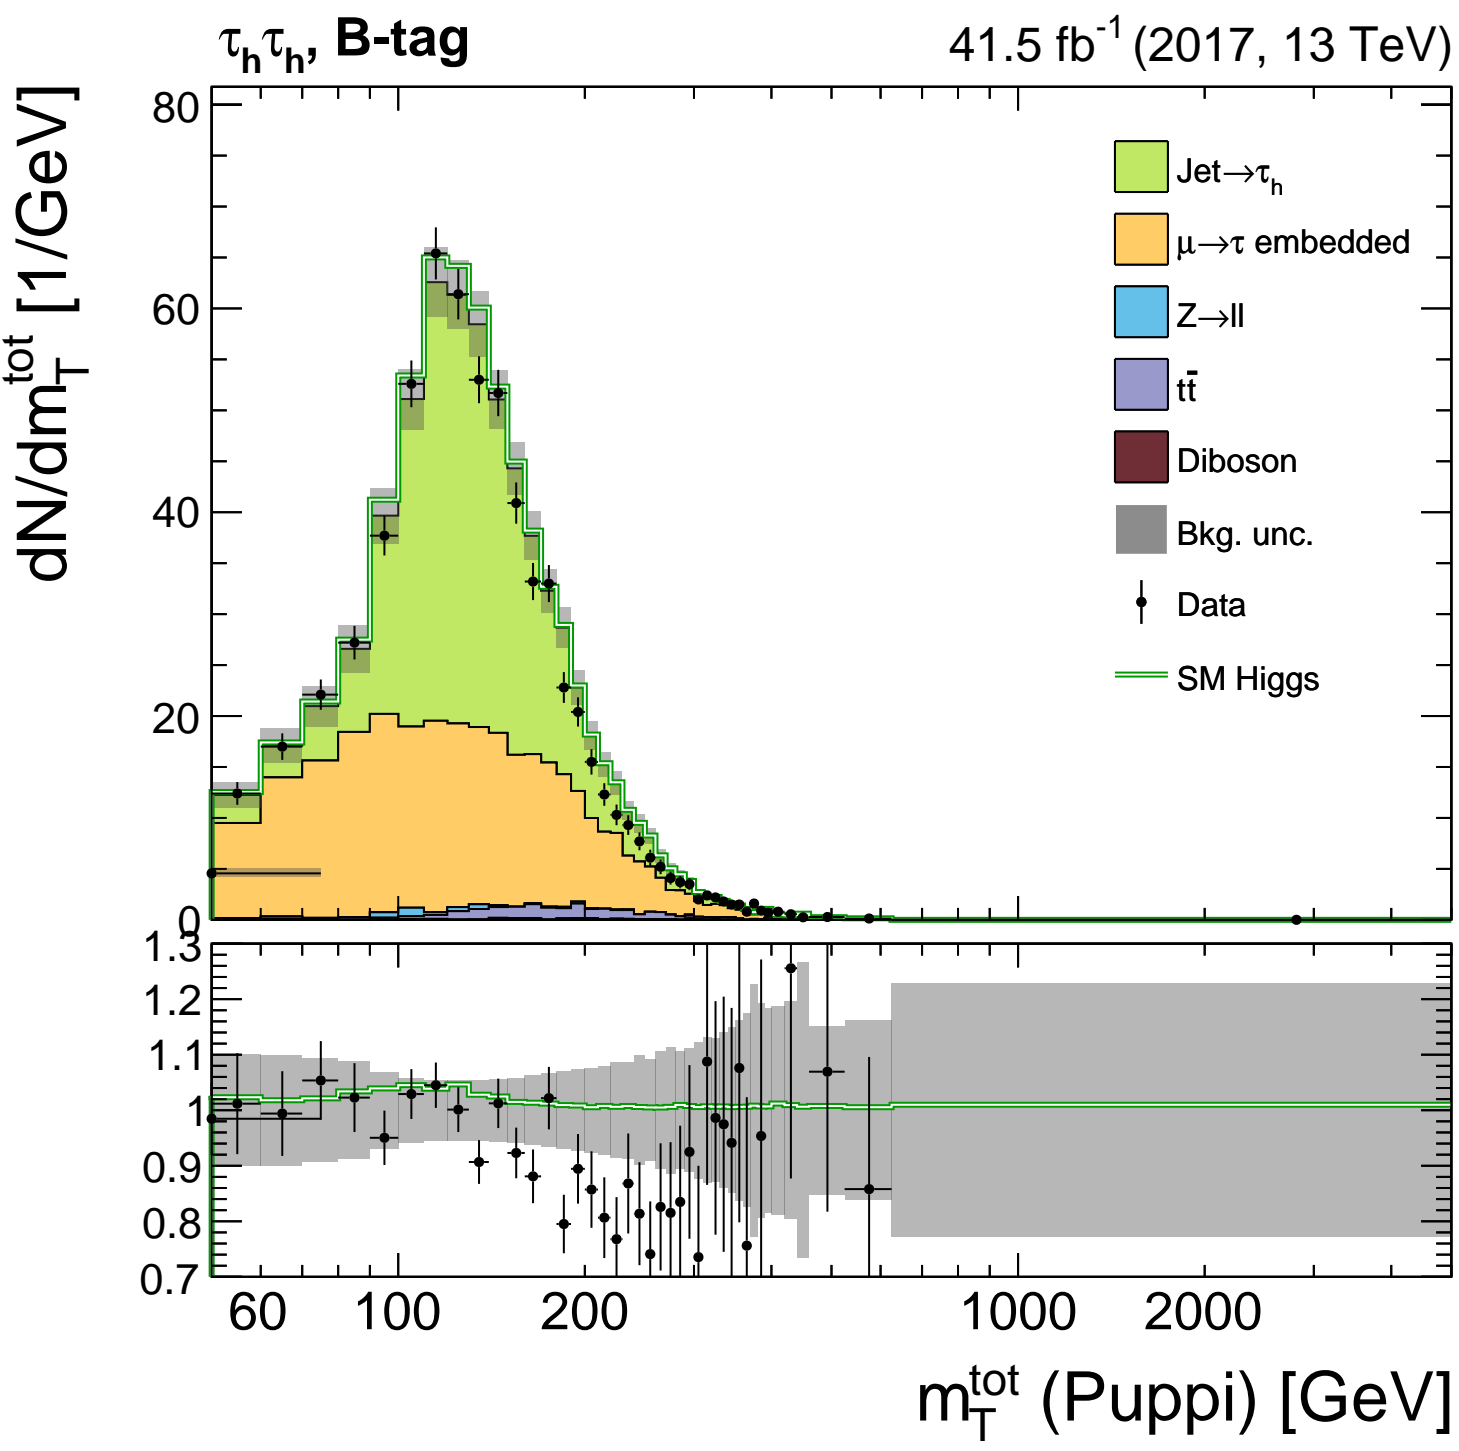 τhτh, B-tag 41.5 fb-1 (2017, 13 TeV)
dN/dmTtot [1/GeV]
80
60
40
20
0
Jet→τh
μ→τ embedded
Z→ll
tt̄
Diboson
Bkg. unc.
Data
SM Higgs
1.3
1.2
1.1
1
0.9
0.8
0.7
60 100 200 1000 2000
mTtot (Puppi) [GeV]